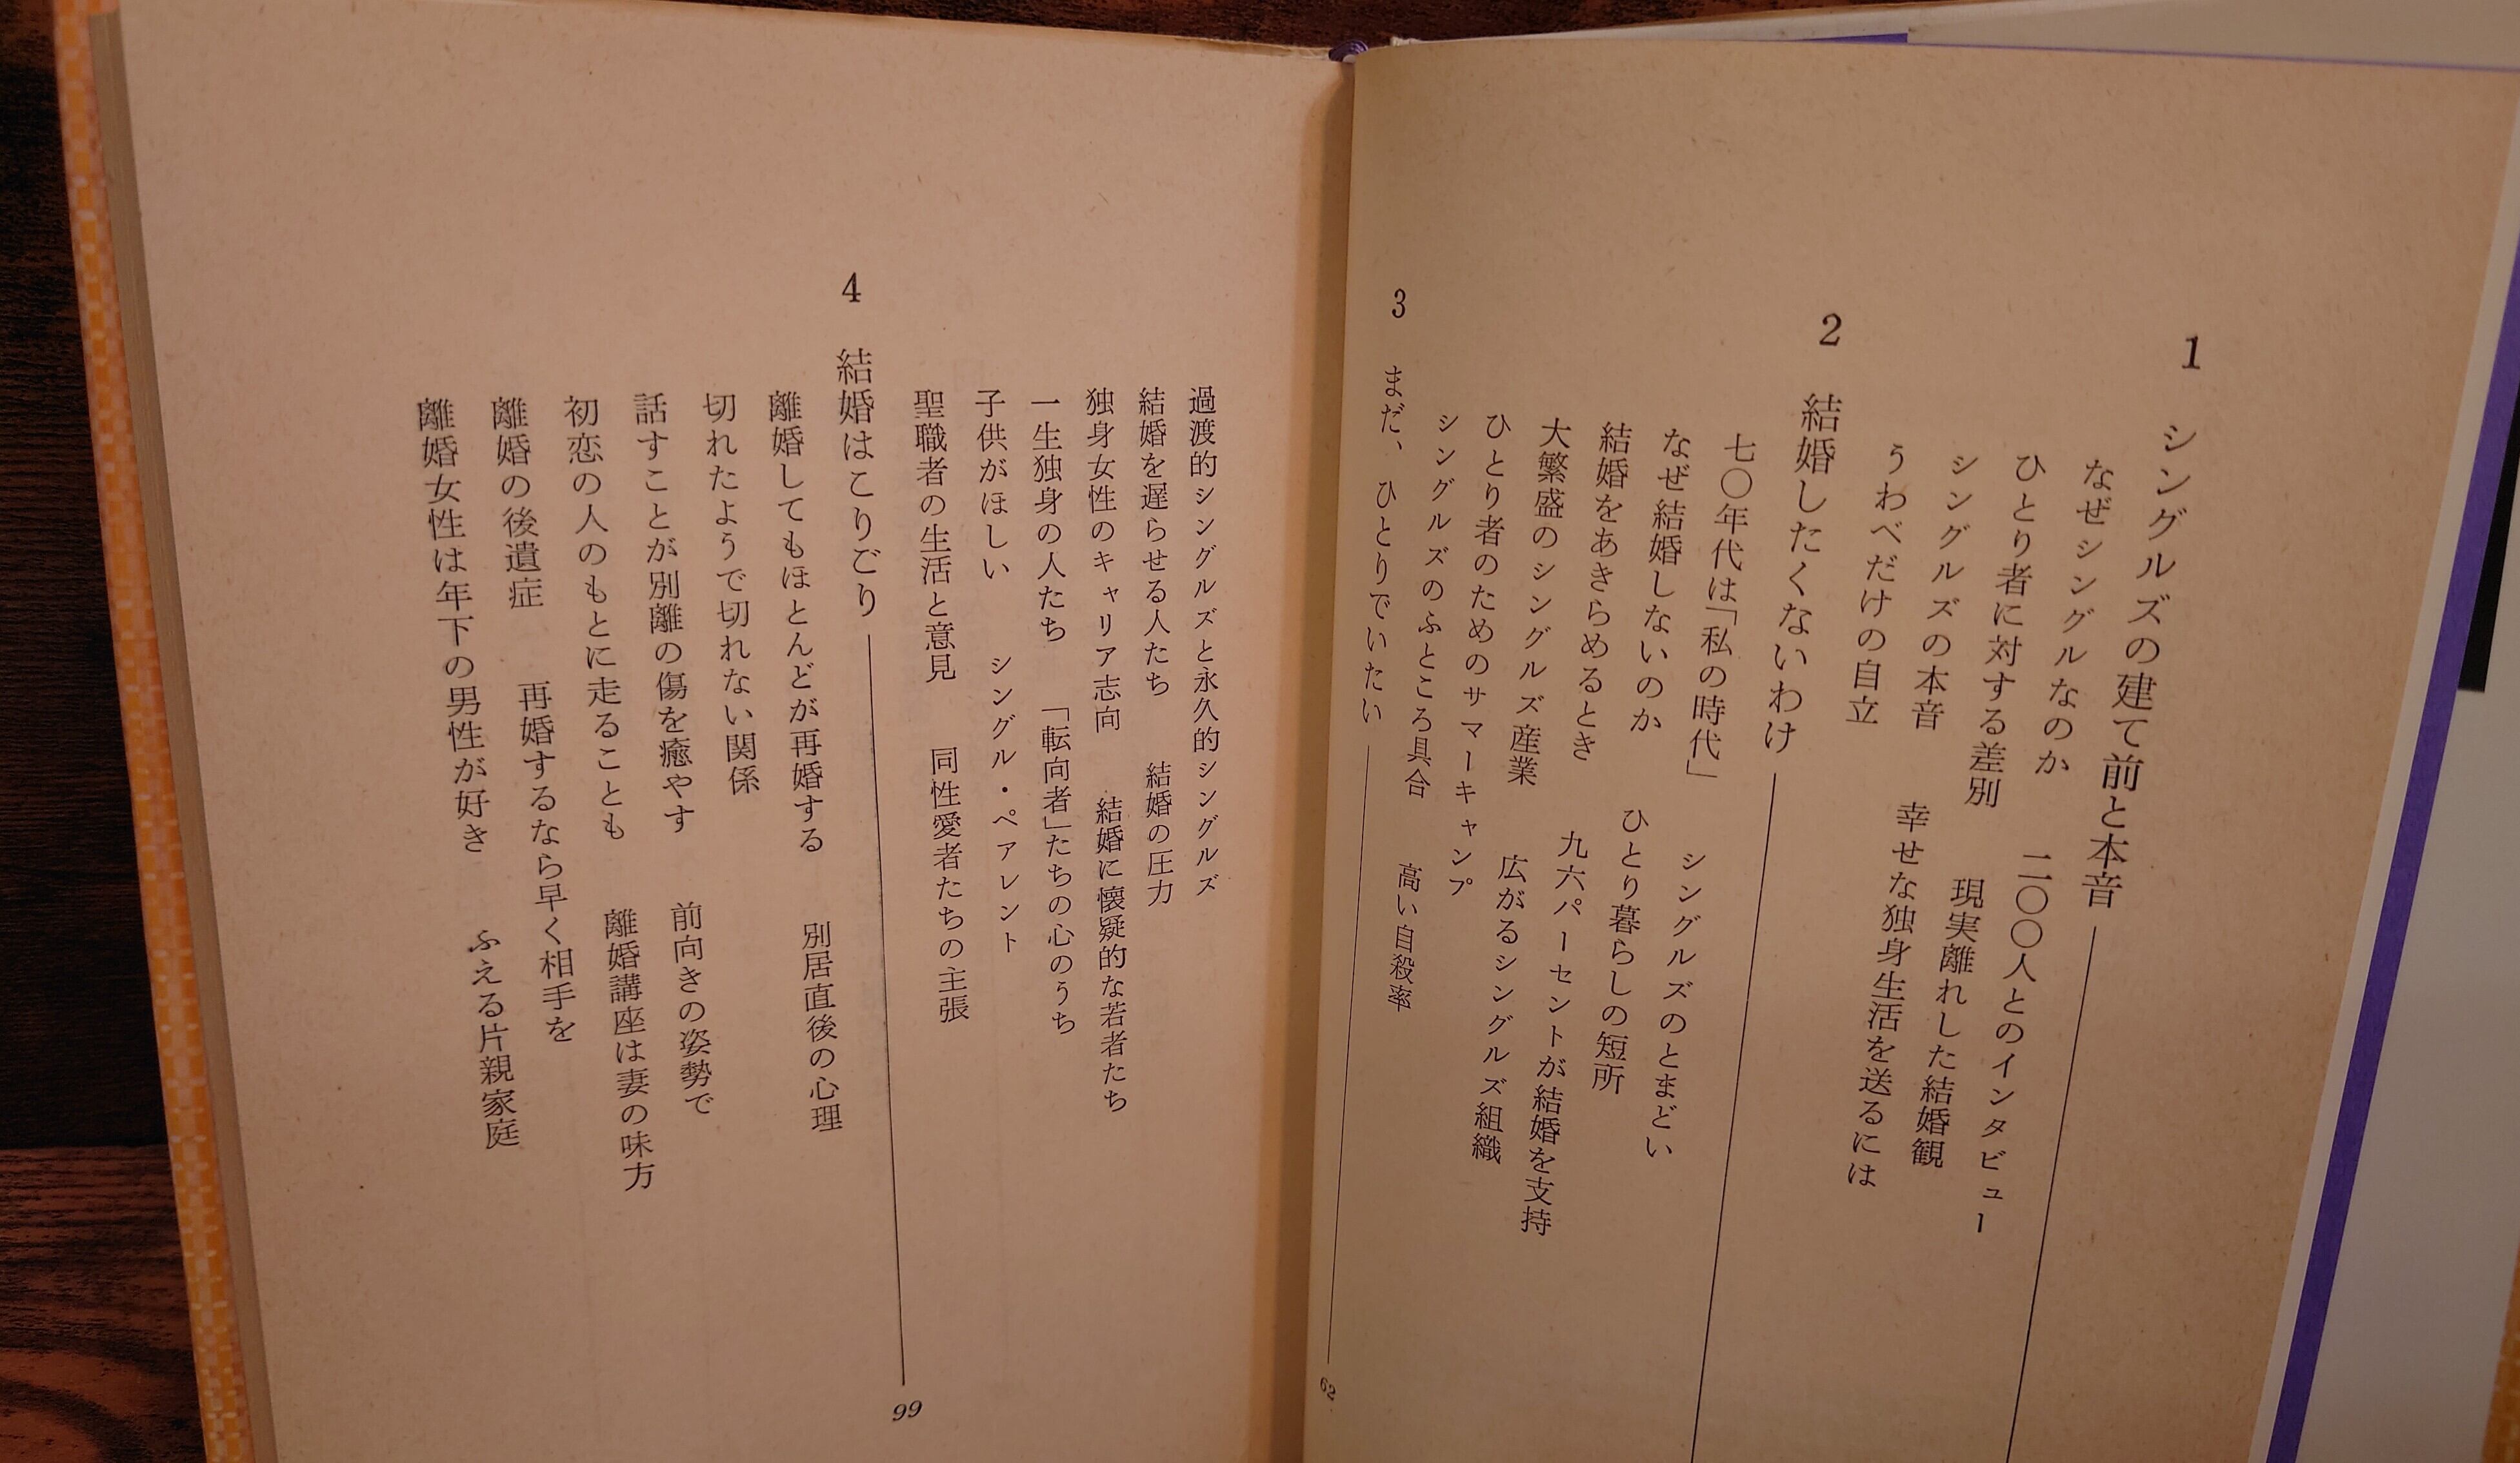 1　シングルズの建て前と本音
なぜシングルなのか　二〇〇人とのインタビュー
ひとり者に対する差別　現実離れした結婚観
シングルズの本音　幸せな独身生活を送るには
うわべだけの自立
2　結婚したくないわけ
七〇年代は「私の時代」　シングルズのとまどい
なぜ結婚しないのか　ひとり暮らしの短所
結婚をあきらめるとき　九六パーセントが結婚を支持
大繁盛のシングルズ産業　広がるシングルズ組織
ひとり者のためのサマーキャンプ
シングルズのふところ具合　高い自殺率
3　まだ、ひとりでいたい　62
過渡的シングルズと永久的シングルズ
結婚を遅らせる人たち　結婚の圧力
独身女性のキャリア志向　結婚に懐疑的な若者たち
一生独身の人たち　「転向者」たちの心のうち
子供がほしい　シングル・ペアレント
聖職者の生活と意見　同性愛者たちの主張
4　結婚はこりごり　99
離婚してもほとんどが再婚する　別居直後の心理
切れたようで切れない関係
話すことが別離の傷を癒やす　前向きの姿勢で
初恋の人のもとに走ることも　離婚講座は妻の味方
離婚の後遺症　再婚するなら早く相手を
離婚女性は年下の男性が好き　ふえる片親家庭